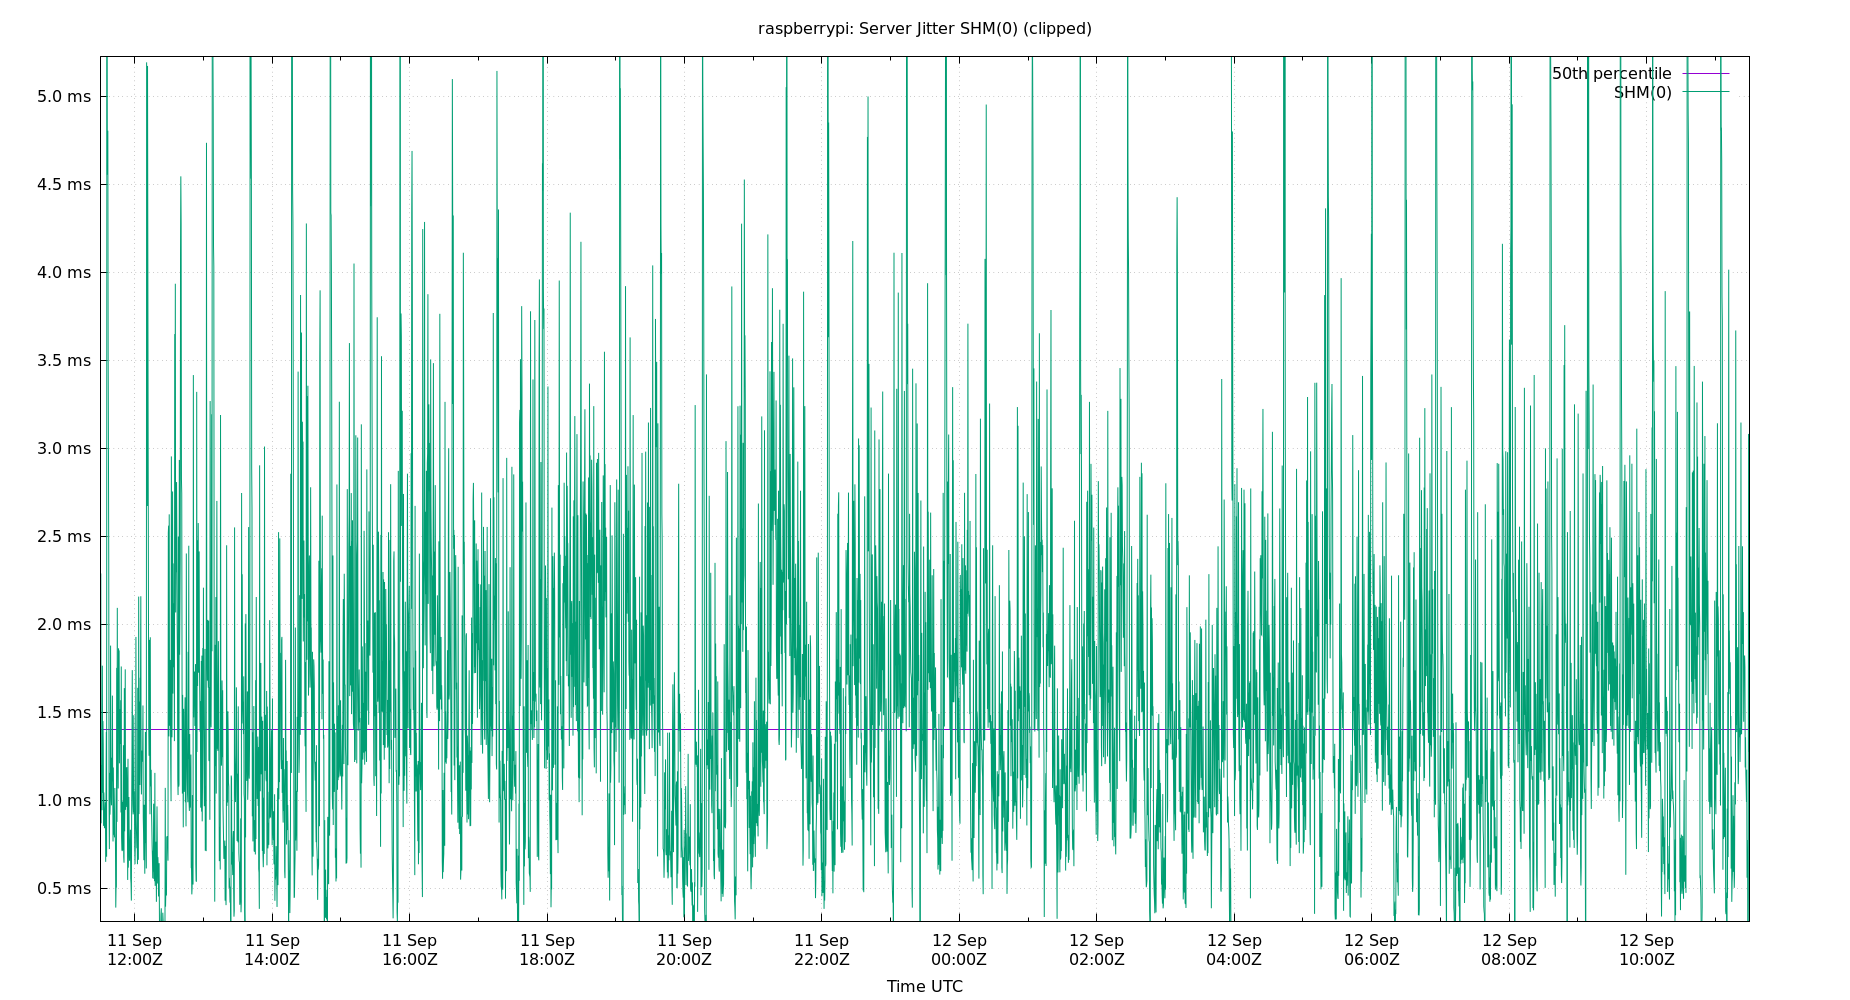 raspberrypi: Server Jitter SHM(0) (clipped)
50th percentile
SHM(0)
5.0 ms
4.5 ms
4.0 ms
3.5 ms
3.0 ms
2.5 ms
2.0 ms
1.5 ms
1.0 ms
0.5 ms
11 Sep 11 Sep 11 Sep 11 Sep 11 Sep 11 Sep 12 Sep 12 Sep 12 Sep 12 Sep 12 Sep 12 Sep
12:00Z 14:00Z 16:00Z 18:00Z 20:00Z 22:00Z 00:00Z 02:00Z 04:00Z 06:00Z 08:00Z 10:00Z
Time UTC